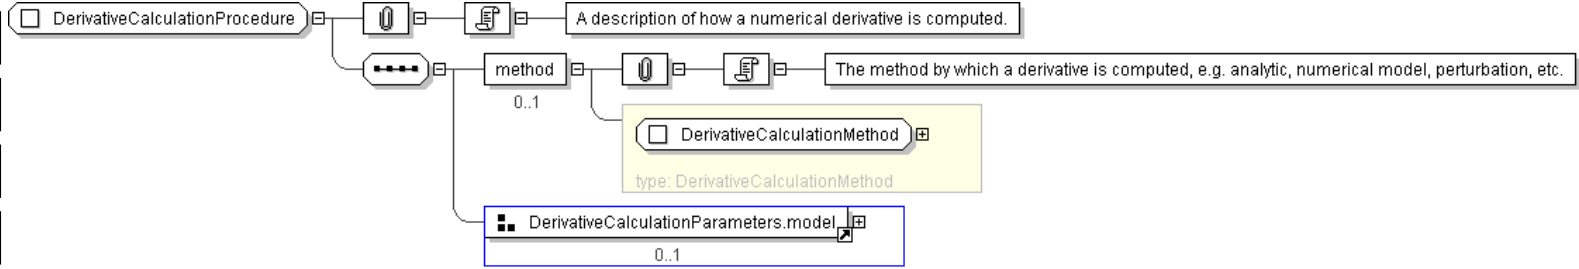 DerivativeCalculationProcedure
A description of how a numerical derivative is computed.
method
The method by which a derivative is computed, e.g. analytic, numerical model, perturbation, etc.
0..1
DerivativeCalculationMethod
type: DerivativeCalculationMethod
DerivativeCalculationParameters.model
0..1